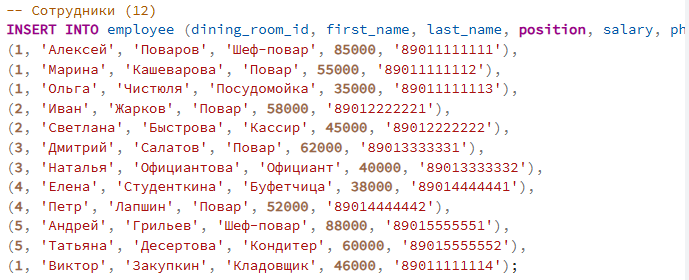 -- Сотрудники (12)
INSERT INTO employee (dining_room_id, first_name, last_name, position, salary, ph
(1, 'Алексей', 'Поваров', 'Шеф-повар', 85000, '89011111111'),
(1, 'Марина', 'Кашеварова', 'Повар', 55000, '89011111112'),
(1, 'Ольга', 'Чистюля', 'Посудомойка', 35000, '89011111113'),
(2, 'Иван', 'Жарков', 'Повар', 58000, '89012222221'),
(2, 'Светлана', 'Быстрова', 'Кассир', 45000, '89012222222'),
(3, 'Дмитрий', 'Салатов', 'Повар', 62000, '89013333331'),
(3, 'Наталья', 'Официантова', 'Официант', 40000, '89013333332'),
(4, 'Елена', 'Студенткина', 'Буфетчица', 38000, '89014444441'),
(4, 'Петр', 'Лапшин', 'Повар', 52000, '89014444442'),
(5, 'Андрей', 'Грильев', 'Шеф-повар', 88000, '89015555551'),
(5, 'Татьяна', 'Десертова', 'Кондитер', 60000, '89015555552'),
(1, 'Виктор', 'Закупкин', 'Кладовщик', 46000, '89011111114');